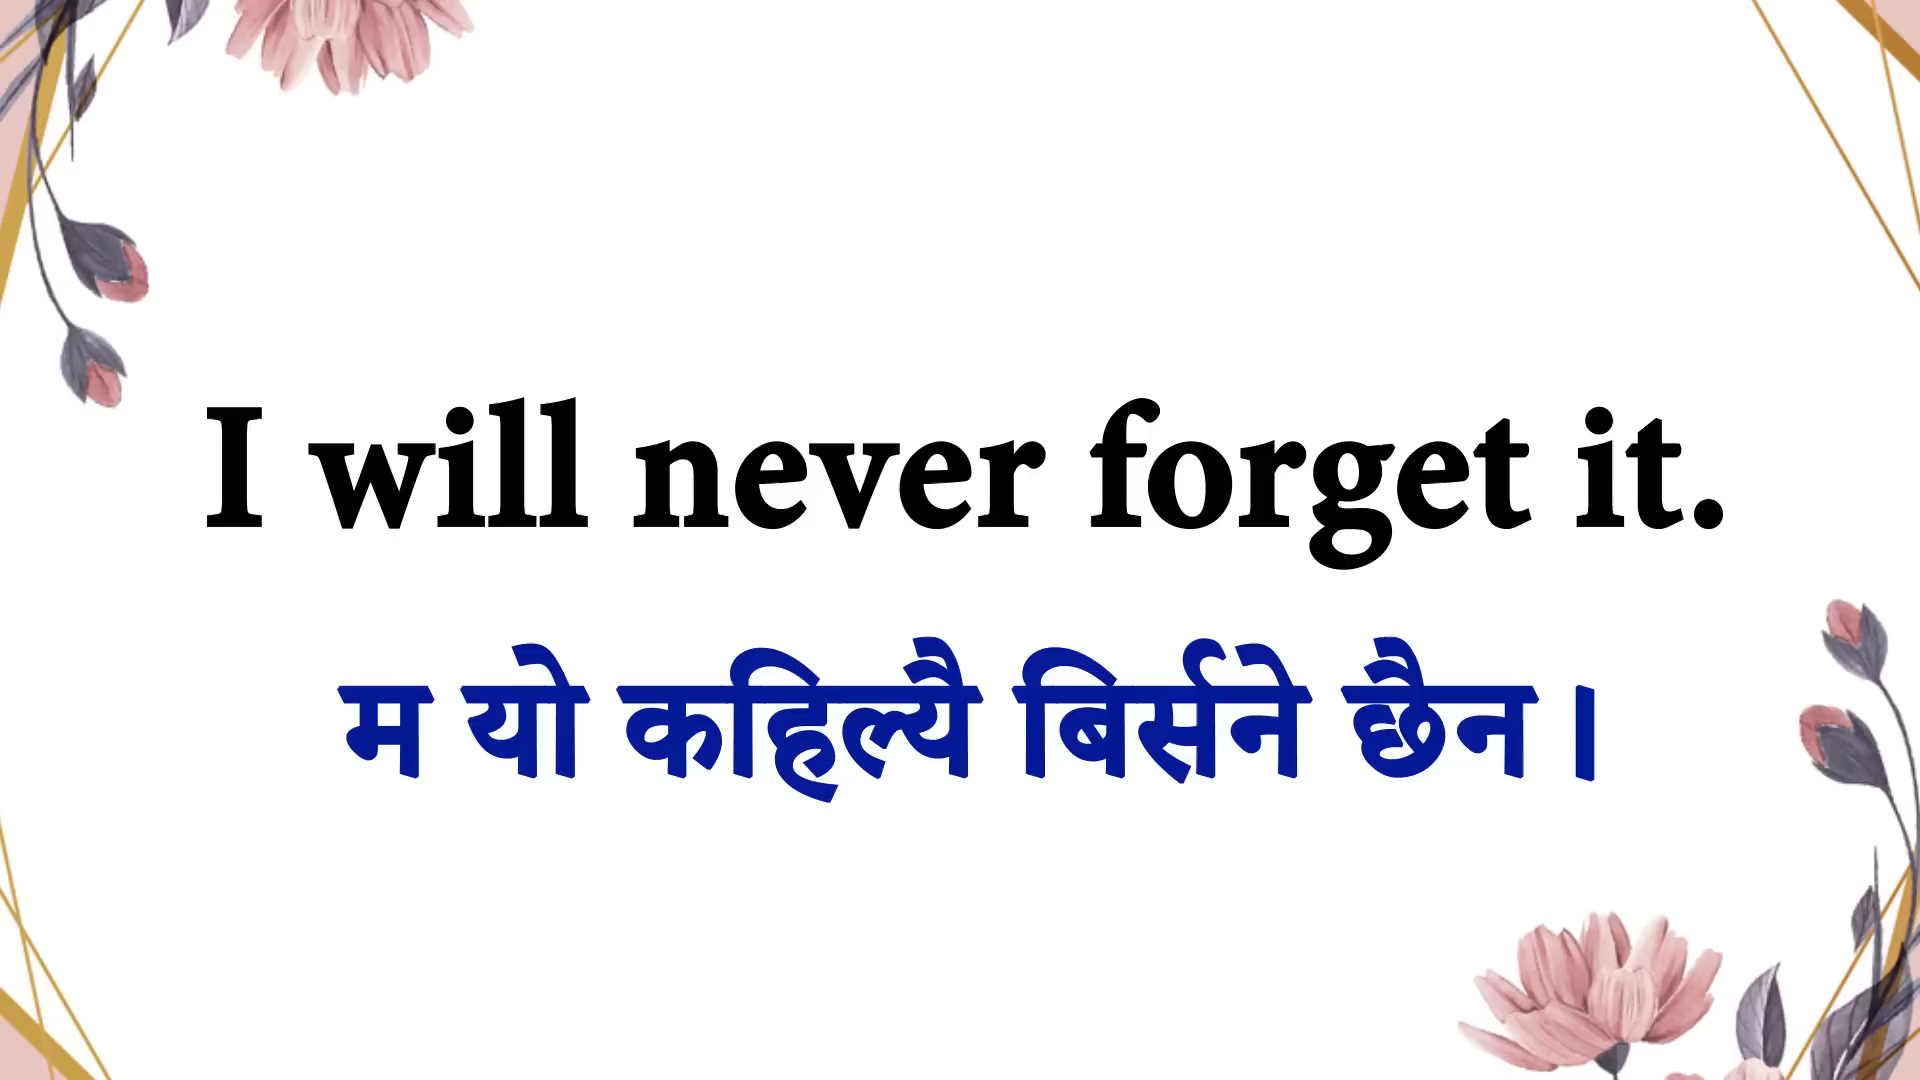 I will never forget it.
म यो कहिल्यै बिर्सने छैन ।